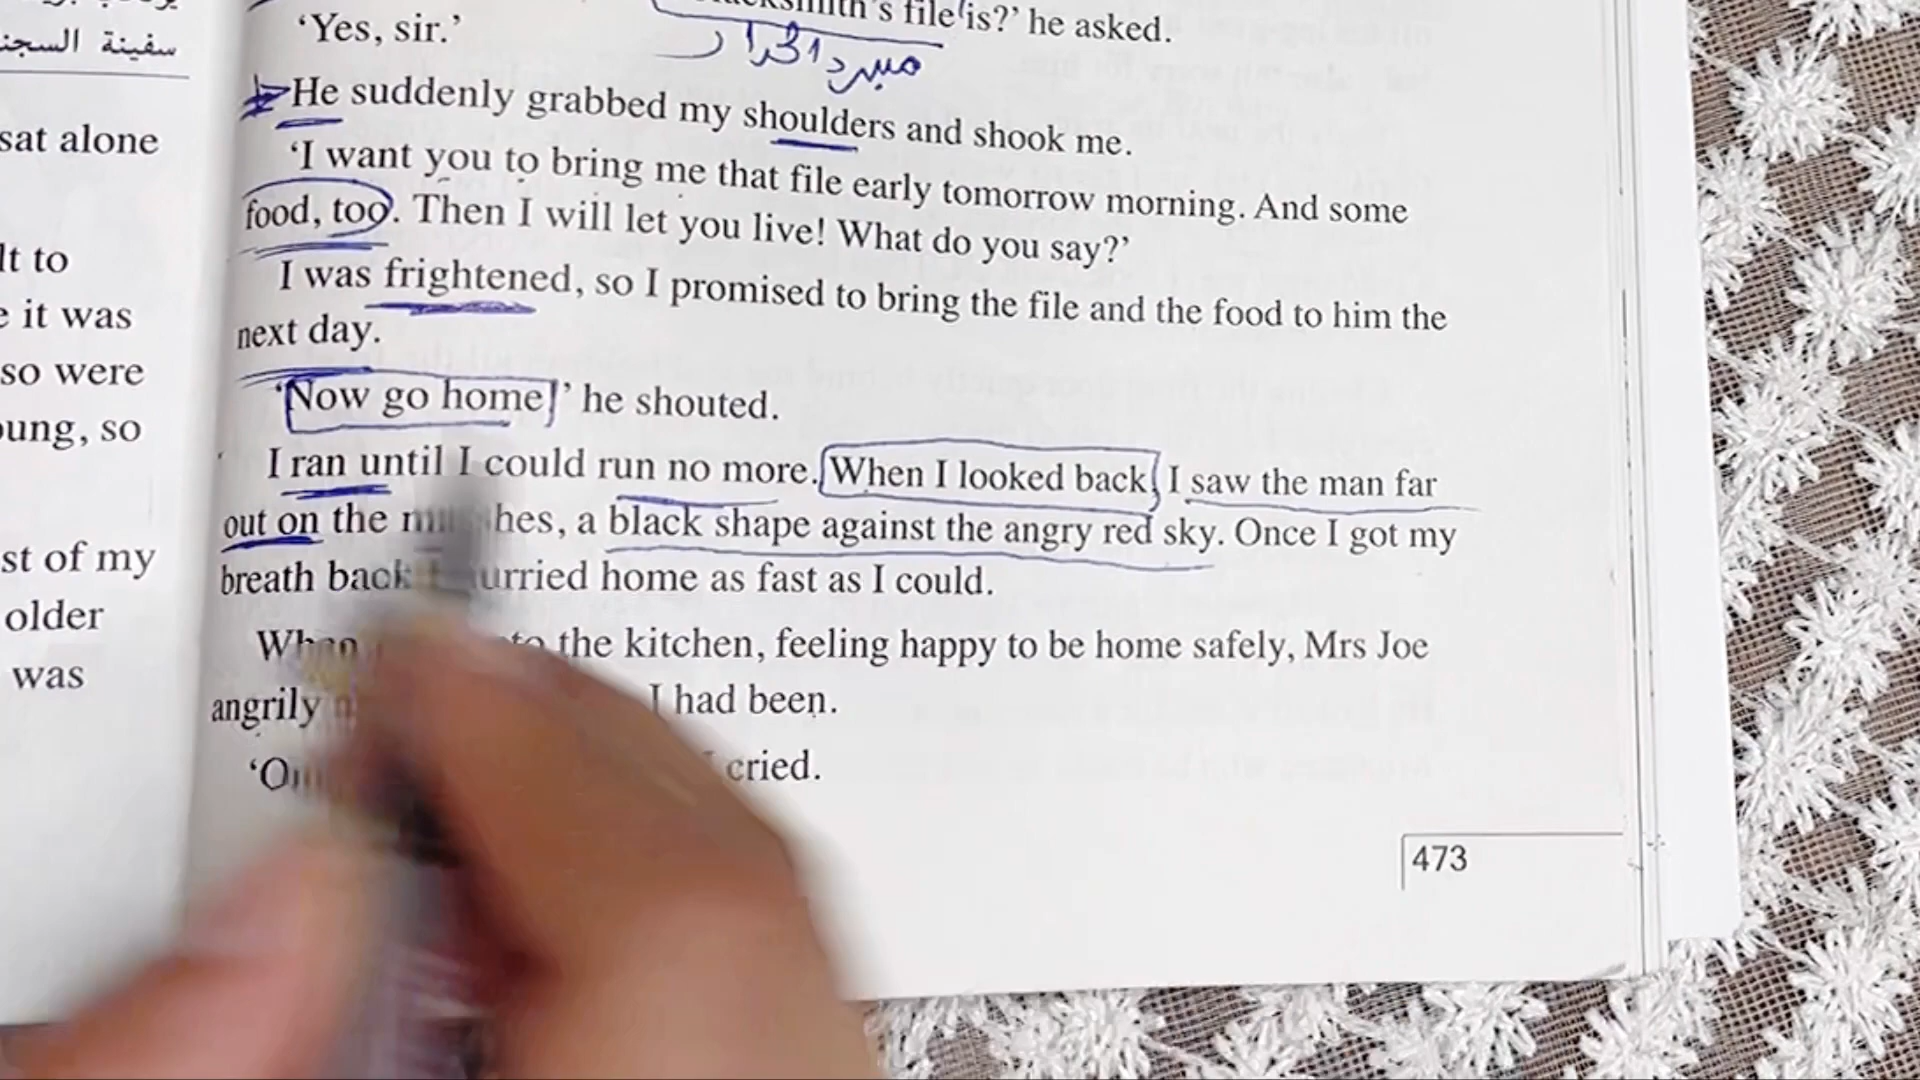 سفينة السجن
sat alone
lt to
e it was
so were
oung, so
st of my
older
was
smith's file is?' he asked.
'Yes, sir.'
مبرد الحداد
He suddenly grabbed my shoulders and shook me.
'I want you to bring me that file early tomorrow morning. And some
food, too. Then I will let you live! What do you say?'
I was frightened, so I promised to bring the file and the food to him the
next day.
'Now go home!' he shouted.
I ran until I could run no more. When I looked back, I saw the man far
out on the hes, a black shape against the angry red sky. Once I got my
breath back I hurried home as fast as I could.
When to the kitchen, feeling happy to be home safely, Mrs Joe
angrily I had been.
I cried.
473